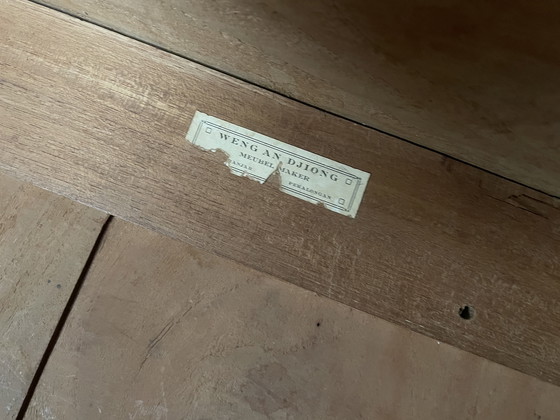 WENG AN DJIONG
MEUBEL MAKER
PEKALONGAN